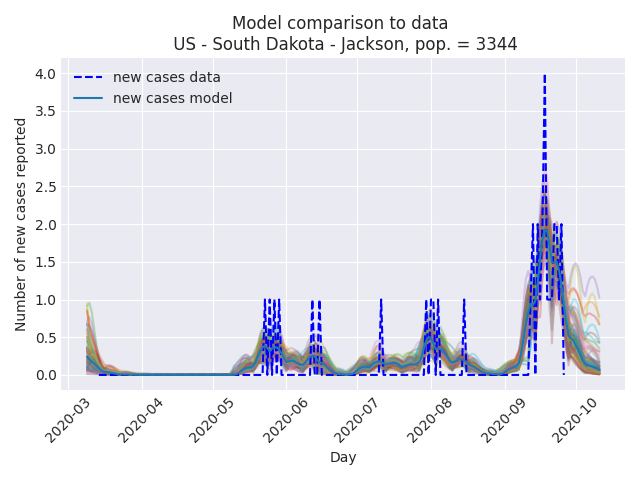 Model comparison to data
US - South Dakota - Jackson, pop. = 3344
new cases data
new cases model
Number of new cases reported
4.0
3.5
3.0
2.5
2.0
1.5
1.0
0.5
0.0
2020-03
2020-04
2020-05
2020-06
2020-07
2020-08
2020-09
2020-10
Day